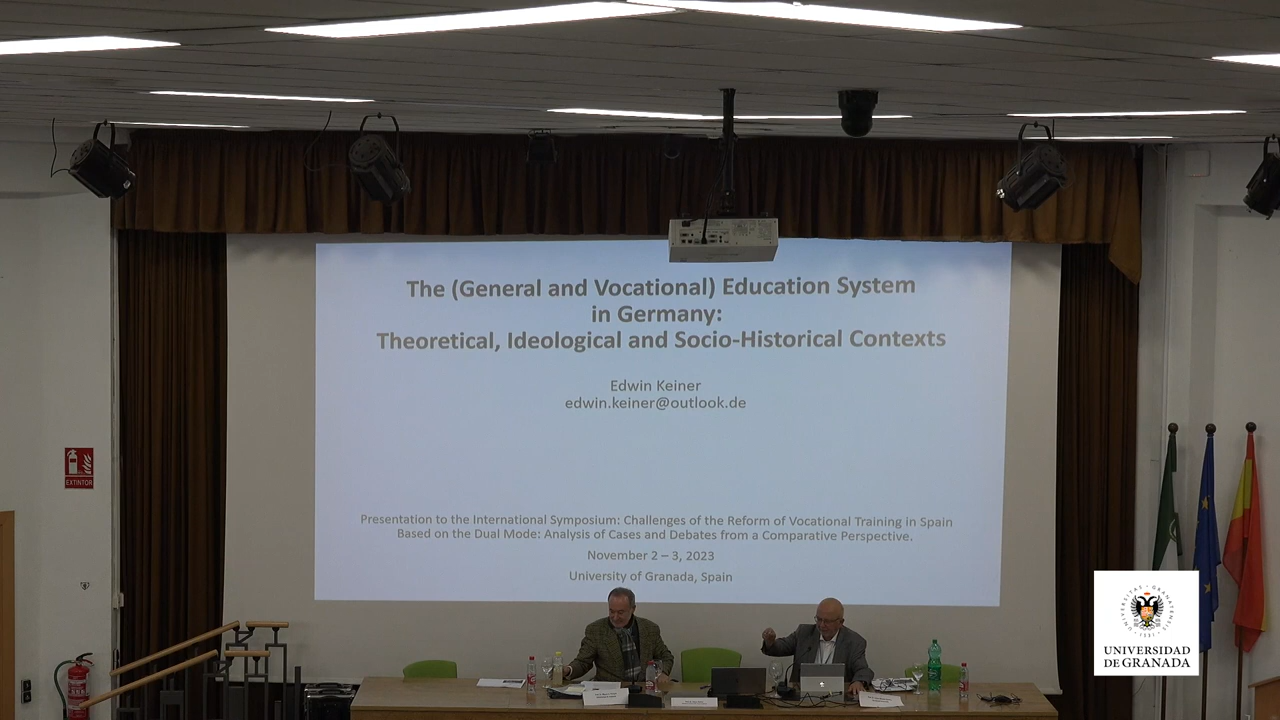 The (General and Vocational) Education System
in Germany:
Theoretical, Ideological and Socio-Historical Contexts
Edwin Keiner
edwin.keiner@outlook.de
Presentation to the International Symposium: Challenges of the Reform of Vocational Training in Spain
Based on the Dual Mode: Analysis of Cases and Debates from a Comparative Perspective.
November 2 – 3, 2023
University of Granada, Spain
EXTINTOR
UNIVERSITAS GRANATENSIS
1531
UNIVERSIDAD
DE GRANADA